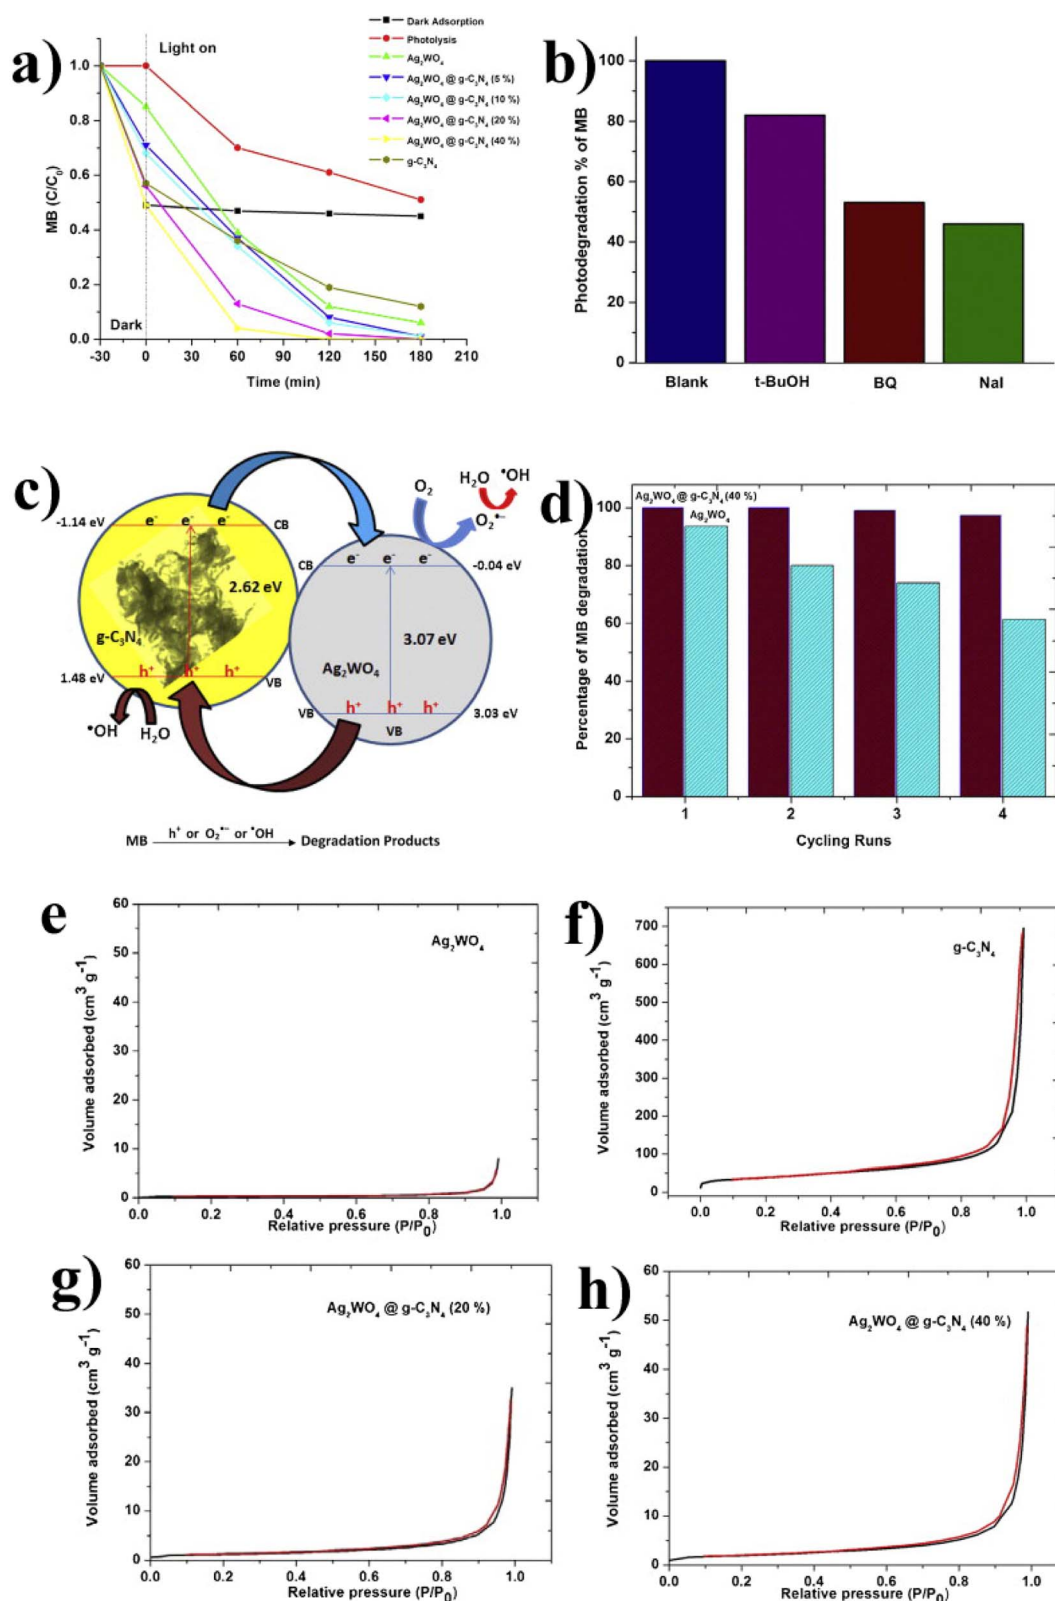 a)
Light on
Dark Adsorption
Photolysis
Ag₂WO₄
Ag₂WO₄ @ g-C₃N₄ (5 %)
Ag₂WO₄ @ g-C₃N₄ (10 %)
Ag₂WO₄ @ g-C₃N₄ (20 %)
Ag₂WO₄ @ g-C₃N₄ (40 %)
g-C₃N₄
MB (C/C₀)
1.0
0.8
0.6
0.4
0.2
0.0
Dark
-30 0 30 60 90 120 150 180 210
Time (min)
b)
Photodegradation % of MB
100
80
60
40
20
0
Blank t-BuOH BQ NaI
c)
-1.14 eV
e⁻ e⁻ e⁻
CB
2.62 eV
g-C₃N₄
1.48 eV
h⁺ h⁺ h⁺
VB
•OH
H₂O
O₂
H₂O
•OH
O₂•−
CB
e⁻ e⁻ e⁻
-0.04 eV
3.07 eV
Ag₂WO₄
VB
h⁺ h⁺ h⁺
3.03 eV
VB
MB h⁺ or O₂•− or •OH Degradation Products
d)
Percentage of MB degradation
Ag₂WO₄ @ g-C₃N₄ (40 %)
Ag₂WO₄
100
80
60
40
20
0
1 2 3 4
Cycling Runs
e)
Ag₂WO₄
Volume adsorbed (cm³ g⁻¹)
60
50
40
30
20
10
0
0.0 0.2 0.4 0.6 0.8 1.0
Relative pressure (P/P₀)
f)
g-C₃N₄
Volume adsorbed (cm³ g⁻¹)
700
600
500
400
300
200
100
0
0.0 0.2 0.4 0.6 0.8 1.0
Relative pressure (P/P₀)
g)
Ag₂WO₄ @ g-C₃N₄ (20 %)
Volume adsorbed (cm³ g⁻¹)
60
50
40
30
20
10
0
0.0 0.2 0.4 0.6 0.8 1.0
Relative pressure (P/P₀)
h)
Ag₂WO₄ @ g-C₃N₄ (40 %)
Volume adsorbed (cm³ g⁻¹)
60
50
40
30
20
10
0
0.0 0.2 0.4 0.6 0.8 1.0
Relative pressure (P/P₀)